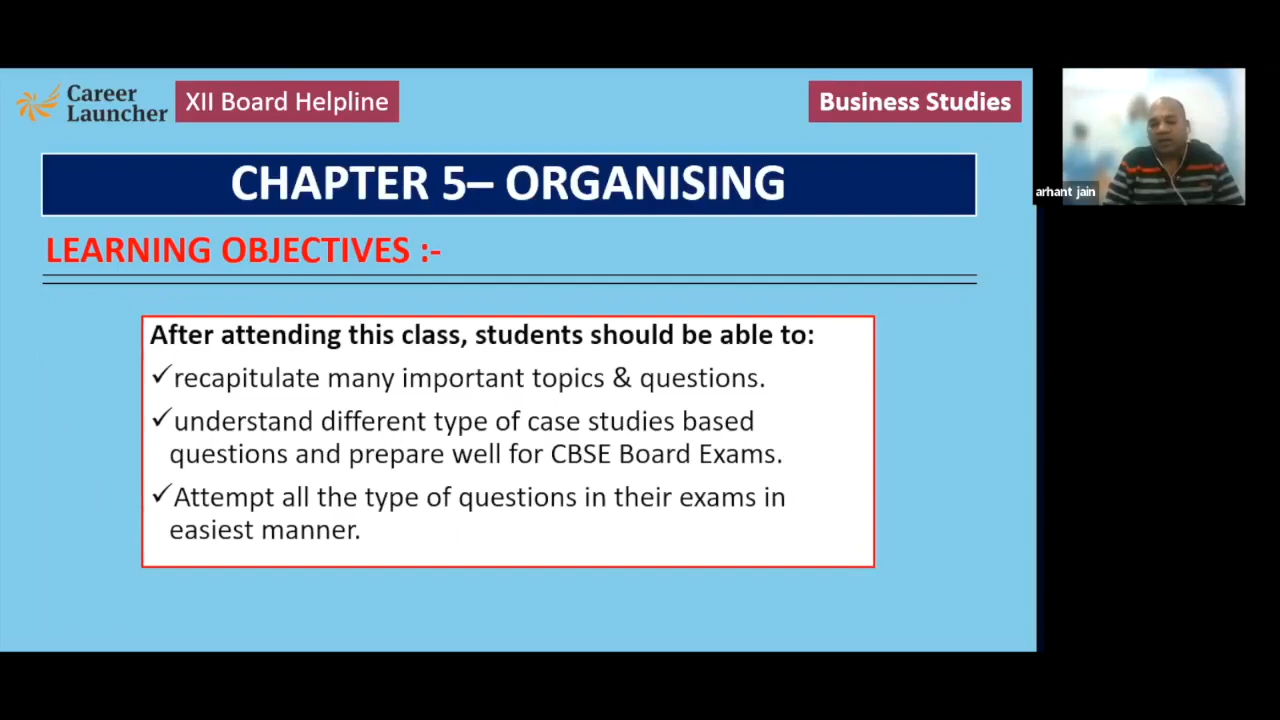 Career
Launcher
XII Board Helpline
Business Studies
CHAPTER 5– ORGANISING
arhant jain
LEARNING OBJECTIVES :-
After attending this class, students should be able to:
✓recapitulate many important topics & questions.
✓understand different type of case studies based
questions and prepare well for CBSE Board Exams.
✓Attempt all the type of questions in their exams in
easiest manner.